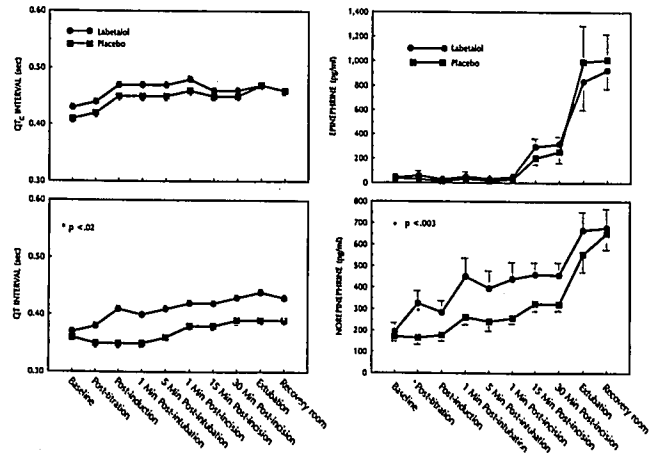 0.60
Labetalol
Placebo
0.50
0.40
0.30
QTC INTERVAL (sec)
1,000
800
600
400
200
0
Labetalol
Placebo
EPINEPHRINE (pg/ml)
0.60
* p <.02
0.50
0.40
0.30
QT INTERVAL (sec)
Baseline
Post-titration
Post-induction
1 Min Post-intubation
5 Min Post-intubation
1 Min Post-incision
15 Min Post-incision
30 Min Post-incision
Extubation
Recovery room
800
700
600
500
400
300
200
100
0
* p <.003
NOREPINEPHRINE (pg/ml)
Baseline
* Post-titration
Post-induction
1 Min Post-intubation
5 Min Post-intubation
1 Min Post-incision
15 Min Post-incision
30 Min Post-incision
Extubation
Recovery room